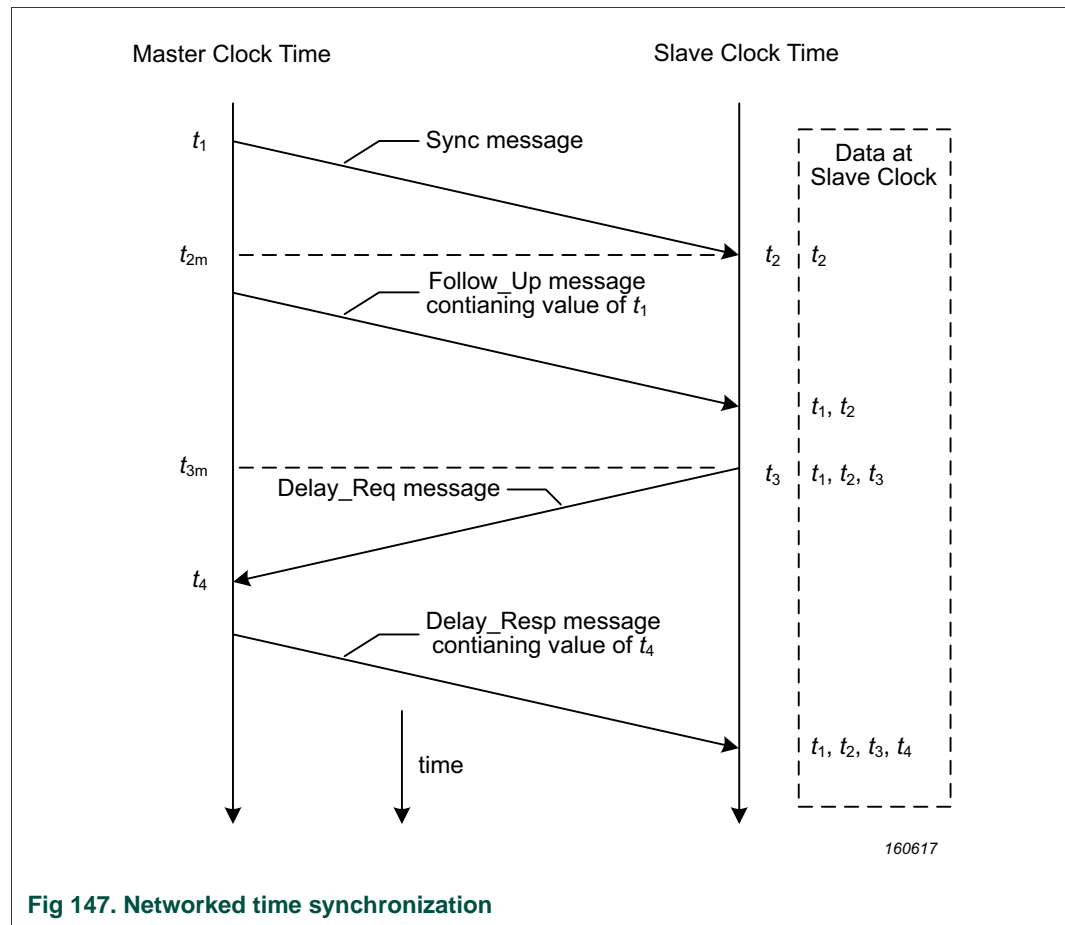 Master Clock Time
Slave Clock Time
t1
Sync message
Data at
Slave Clock
t2m
t2
t2
Follow_Up message
contianing value of t1
t1, t2
t3m
t3
t1, t2, t3
Delay_Req message
t4
Delay_Resp message
contianing value of t4
t1, t2, t3, t4
time
160617
Fig 147. Networked time synchronization